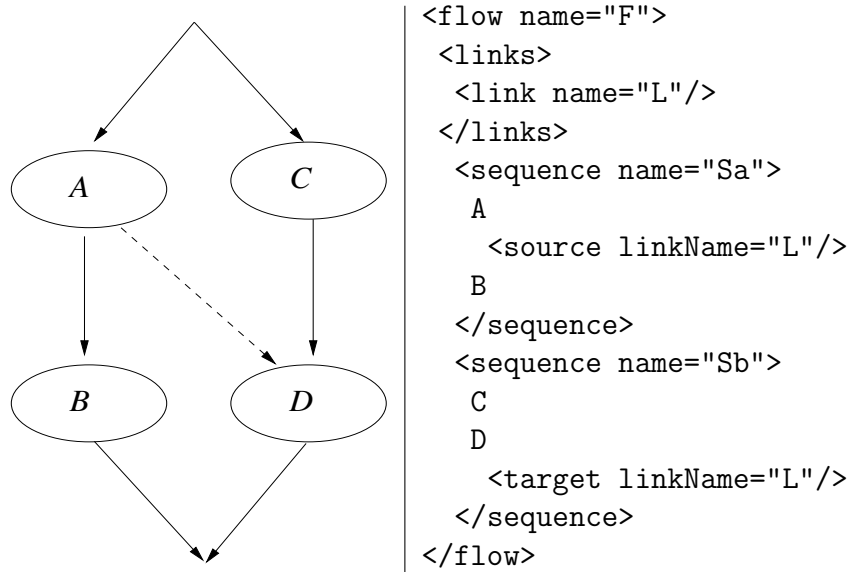 A
C
B
D
<flow name="F">
<links>
<link name="L"/>
</links>
<sequence name="Sa">
A
<source linkName="L"/>
B
</sequence>
<sequence name="Sb">
C
D
<target linkName="L"/>
</sequence>
</flow>